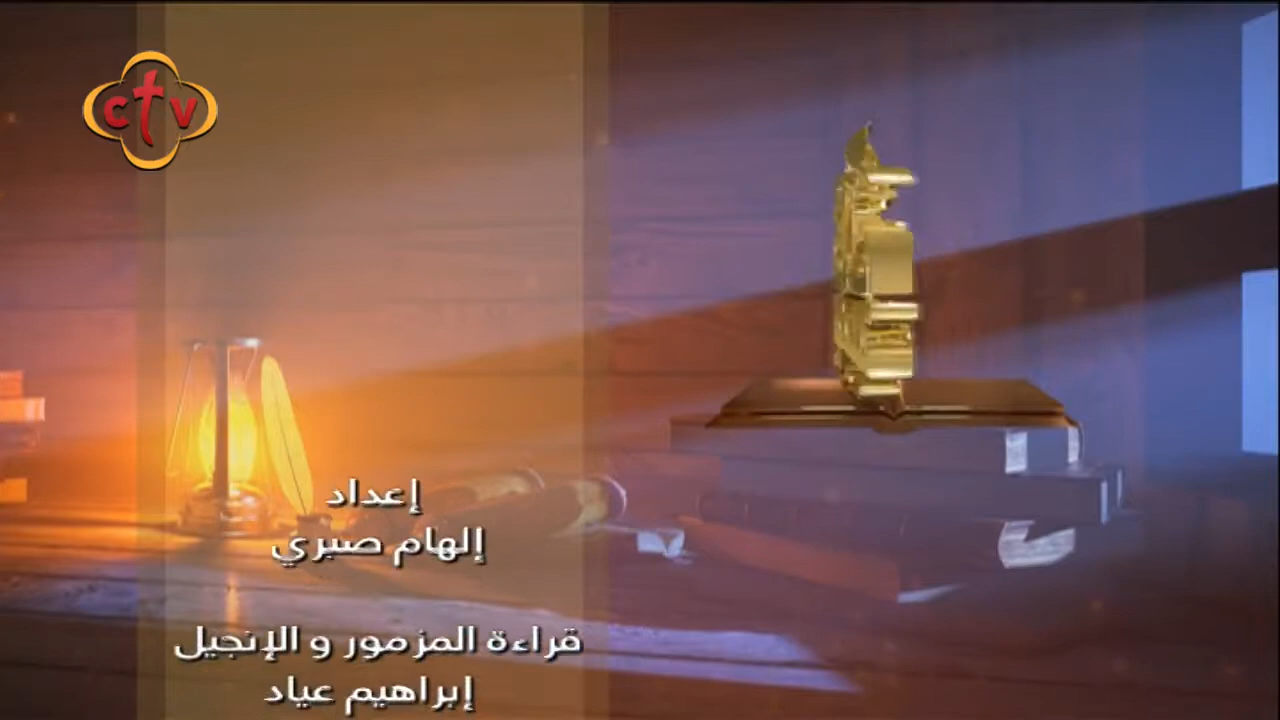 ctv
إعداد
إلهام صبري
قراءة المزمور و الإنجيل
إبراهيم عياد